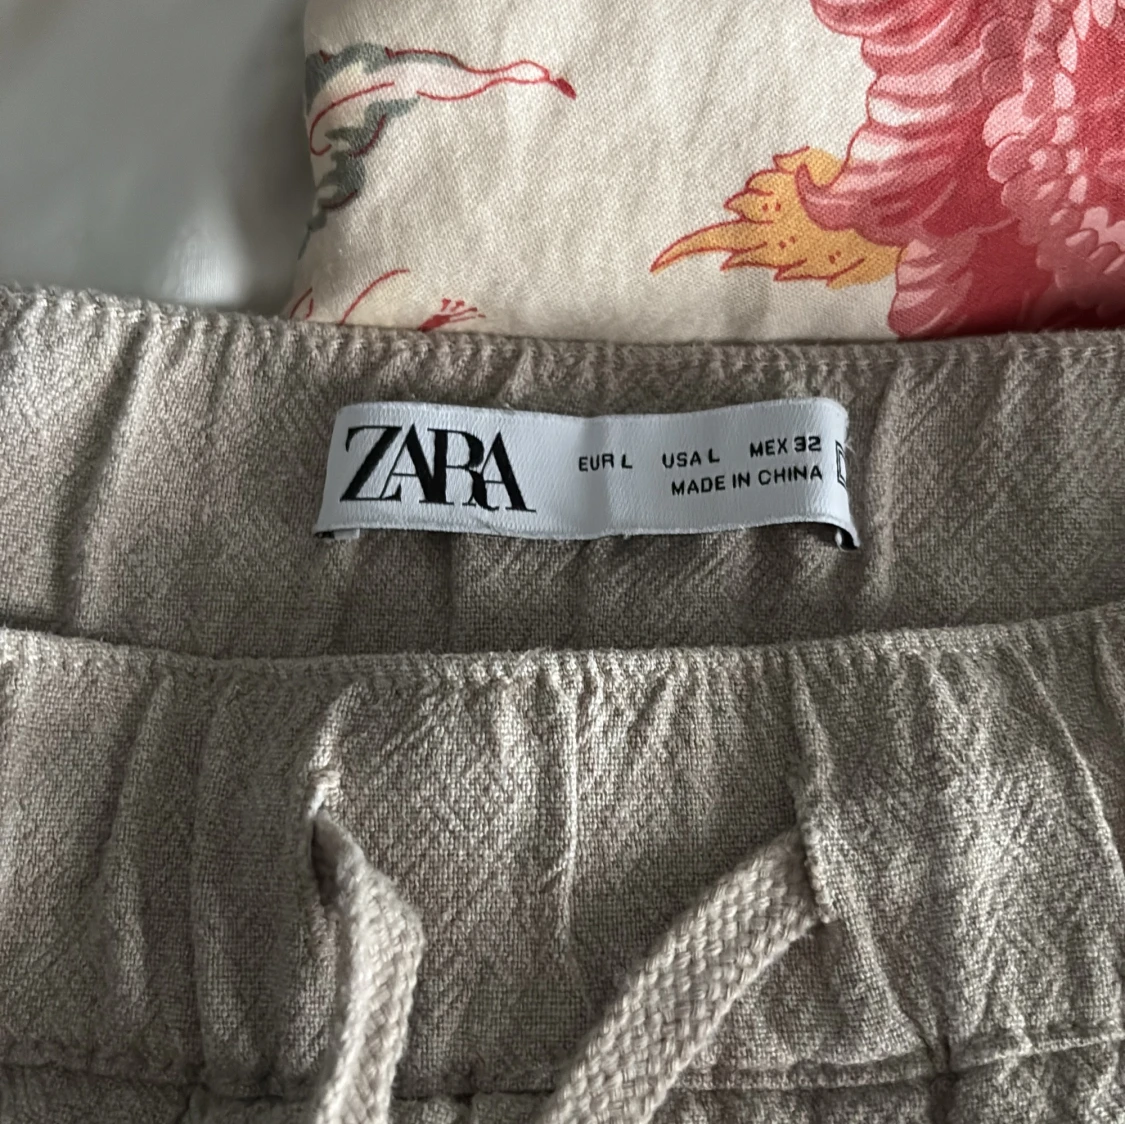 ZARA
EUR L USA L MEX 32
MADE IN CHINA